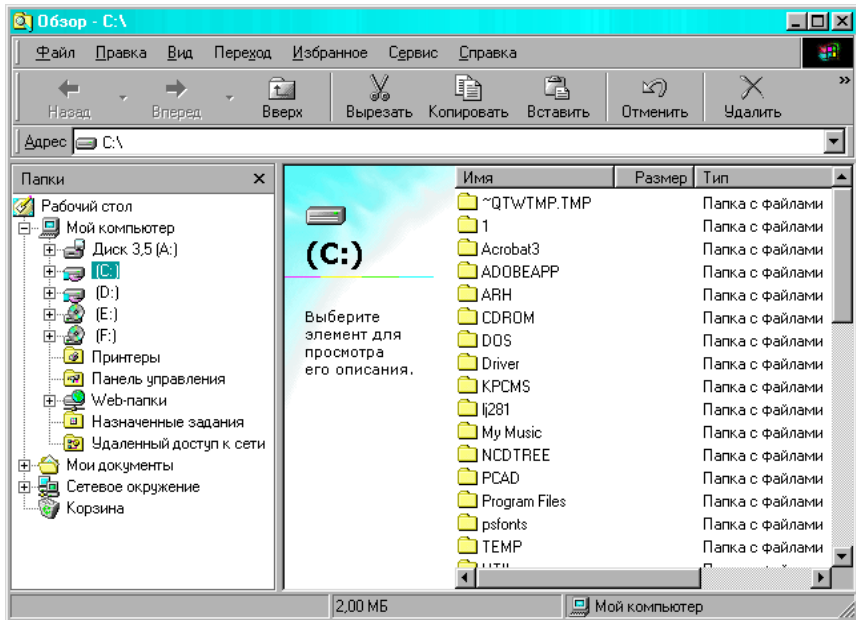 Обзор - C:\
Файл Правка Вид Переход Избранное Сервис Справка
Назад Вперед Вверх Вырезать Копировать Вставить Отменить Удалить »
Адрес C:\
Папки
Рабочий стол
Мой компьютер
Диск 3,5 (A:)
(C:)
(D:)
(E:)
(F:)
Принтеры
Панель управления
Web-папки
Назначенные задания
Удаленный доступ к сети
Мои документы
Сетевое окружение
Корзина
(C:)
Выберите
элемент для
просмотра
его описания.
Имя Размер Тип
~QTWTMP.TMP Папка с файлами
1 Папка с файлами
Acrobat3 Папка с файлами
ADOBEAPP Папка с файлами
ARH Папка с файлами
CDROM Папка с файлами
DOS Папка с файлами
Driver Папка с файлами
KPCMS Папка с файлами
lj281 Папка с файлами
My Music Папка с файлами
NCDTREE Папка с файлами
PCAD Папка с файлами
Program Files Папка с файлами
psfonts Папка с файлами
TEMP Папка с файлами
2,00 МБ Мой компьютер